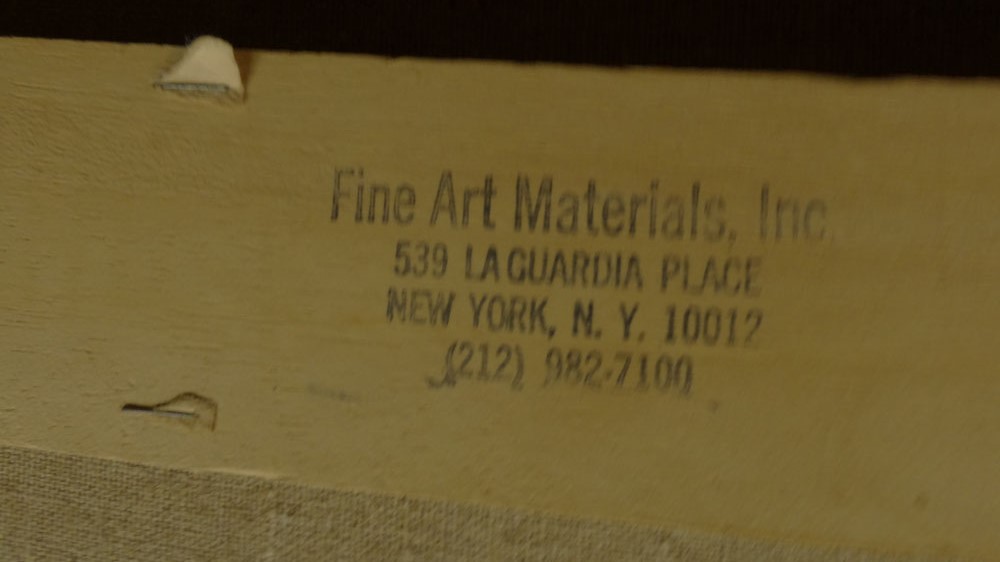 Fine Art Materials, Inc.
539 LAGUARDIA PLACE
NEW YORK, N. Y. 10012
(212) 982-7100